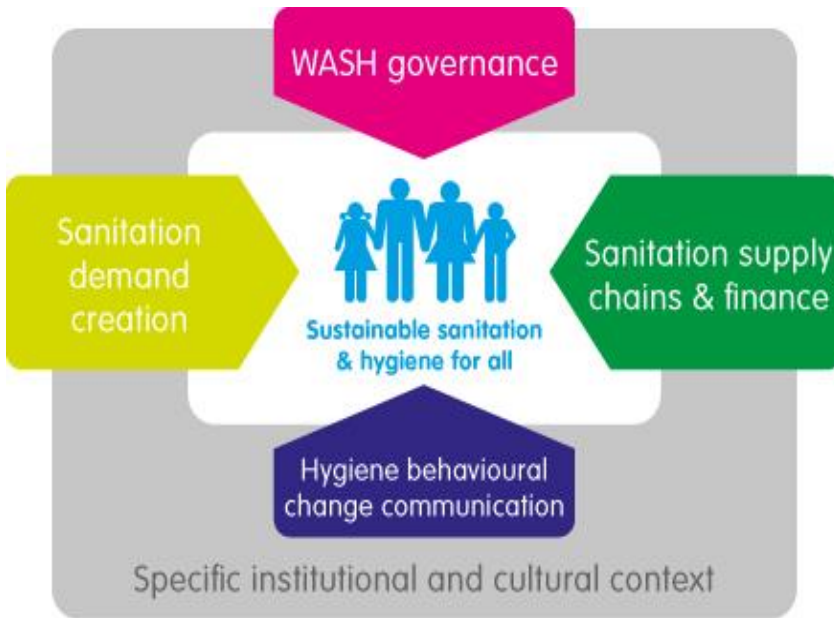 WASH governance
Sanitation
demand
creation
Sanitation supply
chains & finance
Sustainable sanitation
& hygiene for all
Hygiene behavioural
change communication
Specific institutional and cultural context